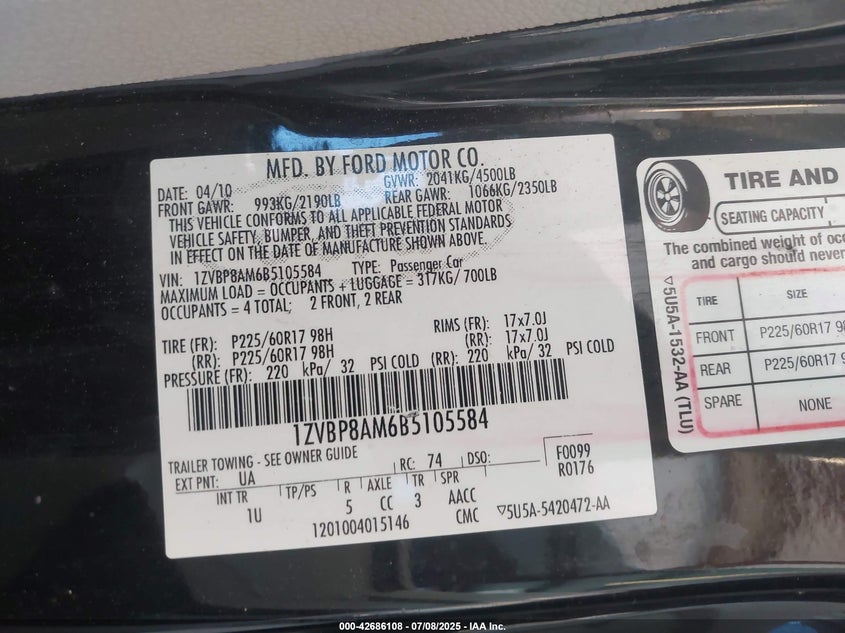 MFD. BY FORD MOTOR CO.
DATE: 04/10 GVWR: 2041KG/4500LB
FRONT GAWR: 993KG/2190LB REAR GAWR: 1066KG/2350LB
THIS VEHICLE CONFORMS TO ALL APPLICABLE FEDERAL MOTOR
VEHICLE SAFETY, BUMPER, AND THEFT PREVENTION STANDARDS
IN EFFECT ON THE DATE OF MANUFACTURE SHOWN ABOVE.
VIN: 1ZVBP8AM6B5105584 TYPE: Passenger Car
MAXIMUM LOAD = OCCUPANTS + LUGGAGE = 317KG/700LB
OCCUPANTS = 4 TOTAL; 2 FRONT, 2 REAR
TIRE (FR): P225/60R17 98H RIMS (FR): 17x7.0J
(RR): P225/60R17 98H (RR): 17x7.0J
PRESSURE (FR): 220 kPa/ 32 PSI COLD (RR): 220 kPa/ 32 PSI COLD
1ZVBP8AM6B5105584
TRAILER TOWING - SEE OWNER GUIDE
EXT PNT: UA RC: 74 DSO: F0099
R0176
INT TR TP/PS R AXLE TR SPR
1U 5 CC 3 AACC
1201004015146 CMC ▽5U5A-5420472-AA
TIRE AND
SEATING CAPACITY
The combined weight of occ
and cargo should never
▽5U5A-1532-AA (TLU)
TIRE SIZE
FRONT P225/60R17 98
REAR P225/60R17 9
SPARE NONE
000-42686108 - 07/08/2025 - IAA Inc.